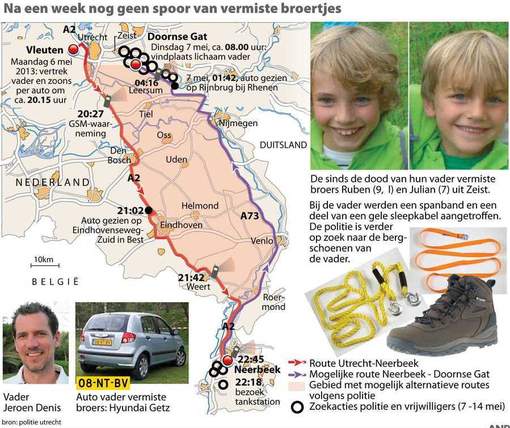 Na een week nog geen spoor van vermiste broertjes
A2
Utrecht
Zeist
Doornse Gat
Dinsdag 7 mei, ca. 08.00 uur:
vindplaats lichaam vader
Vleuten
Maandag 6 mei
2013: vertrek
vader en zoons
per auto om
ca. 20.15 uur
04:16
Leersum
7 mei, 01:42, auto gezien
op Rijnbrug bij Rhenen
20:27
GSM-waar-
neming
Tiel
Nijmegen
Oss
DUITSLAND
Den
Bosch
Uden
A2
NEDERLAND
Helmond
A73
21:02
Auto gezien op
Eindhovenseweg-
Zuid in Best
Eindhoven
Venlo
10km
21:42
Weert
BELGIË
Roer-
mond
A2
22:45
Neerbeek
22:18,
bezoek
tankstation
De sinds de dood van hun vader vermiste
broers Ruben (9, l) en Julian (7) uit Zeist.
Bij de vader werden een spanband en een
deel van een gele sleepkabel aangetroffen.
De politie is verder
op zoek naar de berg-
schoenen van
de vader.
Route Utrecht-Neerbeek
Mogelijke route Neerbeek - Doornse Gat
Gebied met mogelijk alternatieve routes
volgens politie
Zoekacties politie en vrijwilligers (7 -14 mei)
08-NT-BV
Vader
Jeroen Denis
Auto vader vermiste
broers: Hyundai Getz
bron: politie utrecht
ANP